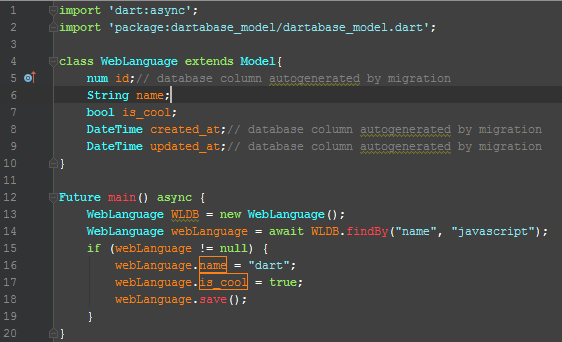 1 import 'dart:async';
2 import 'package:dartabase_model/dartabase_model.dart';
3
4 class WebLanguage extends Model{
5 num id;// database column autogenerated by migration
6 String name;
7 bool is_cool;
8 DateTime created_at;// database column autogenerated by migration
9 DateTime updated_at;// database column autogenerated by migration
10 }
11
12 Future main() async {
13 WebLanguage WLDB = new WebLanguage();
14 WebLanguage webLanguage = await WLDB.findBy("name", "javascript");
15 if (webLanguage != null) {
16 webLanguage.name = "dart";
17 webLanguage.is_cool = true;
18 webLanguage.save();
19 }
20 }